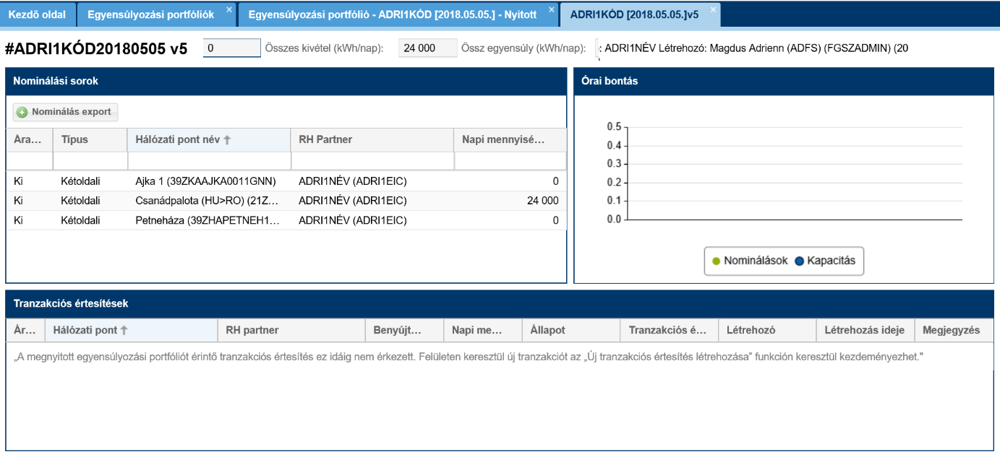 Kezdő oldal Egyensúlyozási portfóliók × Egyensúlyozási portfólió - ADRI1KÓD [2018.05.05.] - Nyitott × ADRI1KÓD [2018.05.05.]v5 ×
#ADRI1KÓD20180505 v5 0 Összes kivétel (kWh/nap): 24 000 Össz egyensúly (kWh/nap): : ADRI1NÉV Létrehozó: Magdus Adrienn (ADFS) (FGSZADMIN) (20
Nominálási sorok
Nominálás export
Ára... Típus Hálózati pont név RH Partner Napi mennyisé...
Ki Kétoldali Ajka 1 (39ZKAAJKA0011GNN) ADRI1NÉV (ADRI1EIC) 0
Ki Kétoldali Csanádpalota (HU>RO) (21Z... ADRI1NÉV (ADRI1EIC) 24 000
Ki Kétoldali Petneháza (39ZHAPETNEH1... ADRI1NÉV (ADRI1EIC) 0
Órai bontás
0.5
0.4
0.3
0.2
0.1
0.0
Nominálások Kapacitás
Tranzakciós értesítések
Ár... Hálózati pont RH partner Benyújt... Napi me... Állapot Tranzakciós é... Létrehozó Létrehozás ideje Megjegyzés
„A megnyitott egyensúlyozási portfóliót érintő tranzakciós értesítés ez idáig nem érkezett. Felületen keresztül új tranzakciót az „Új tranzakciós értesítés létrehozása” funkción keresztül kezdeményezhet."